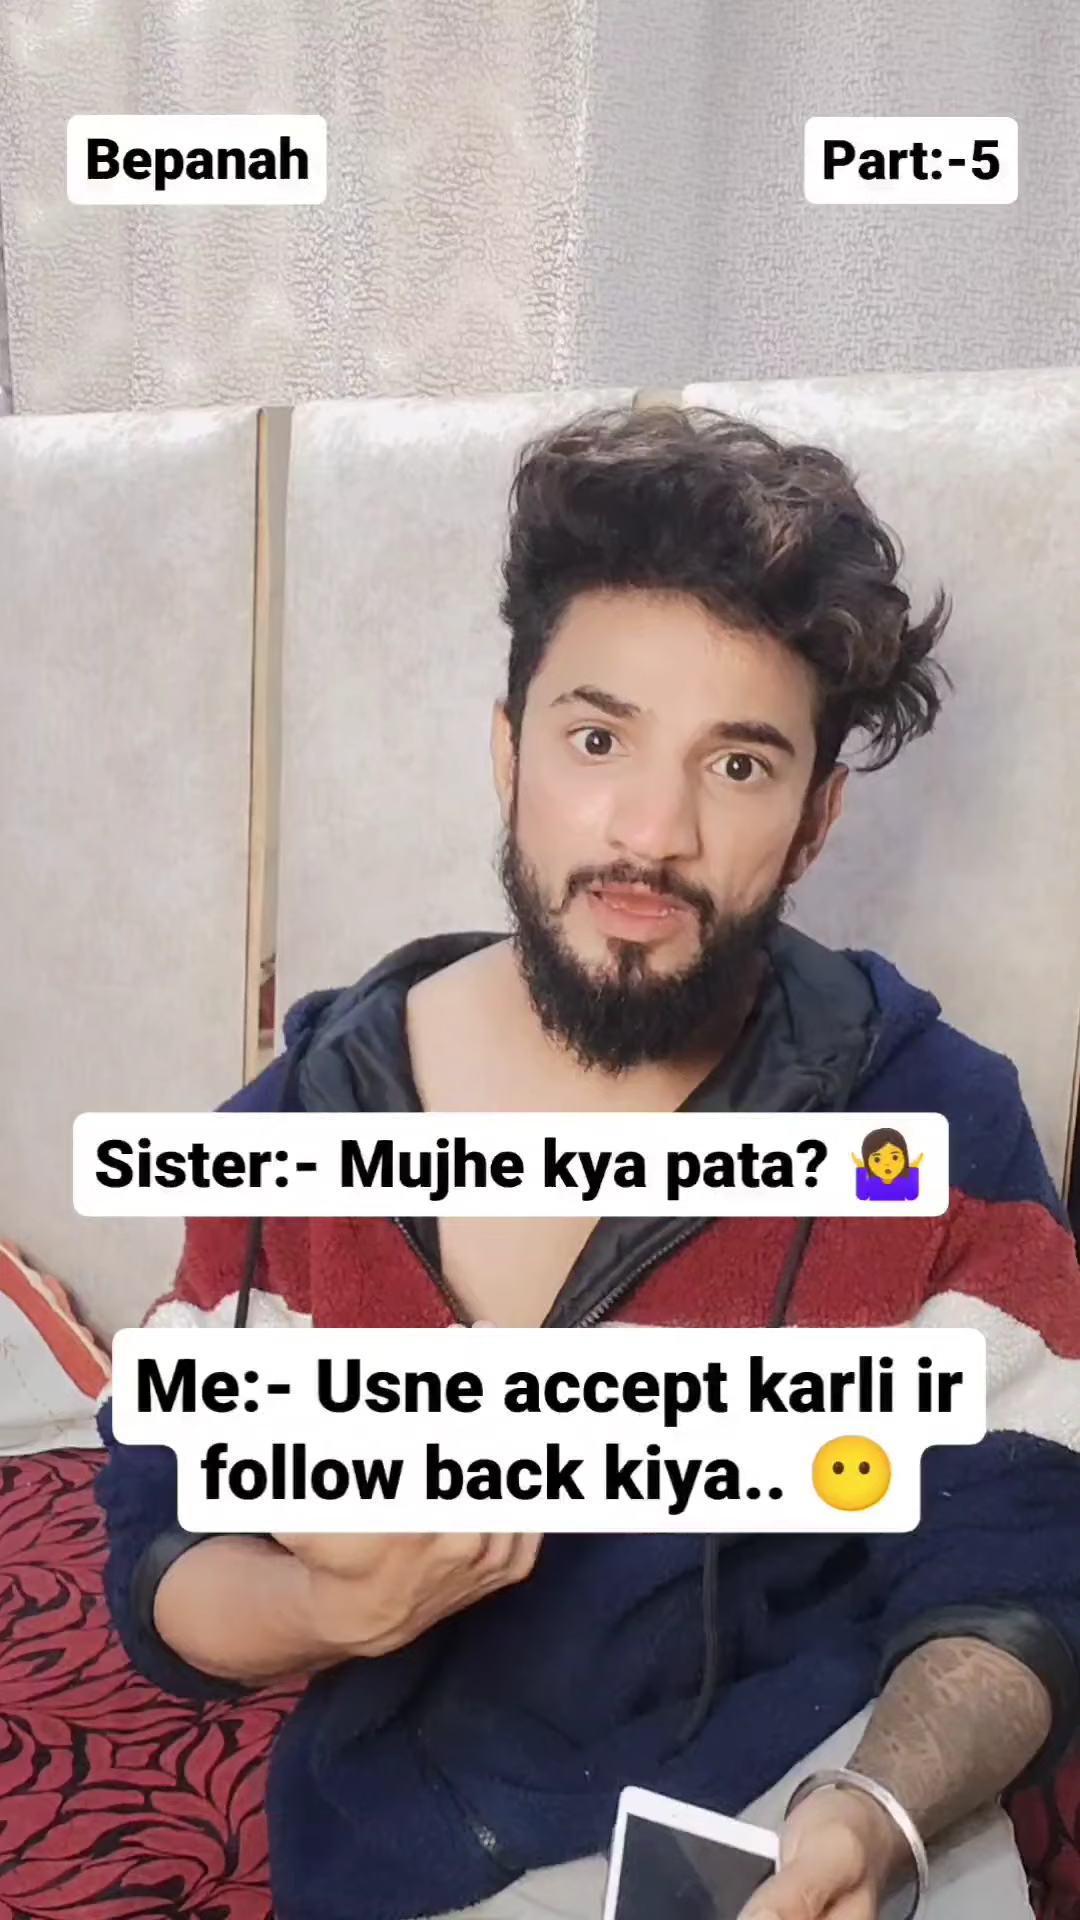 Bepanah
Part:-5
Sister:- Mujhe kya pata? 🤷‍♀️
Me:- Usne accept karli ir
follow back kiya.. 😶